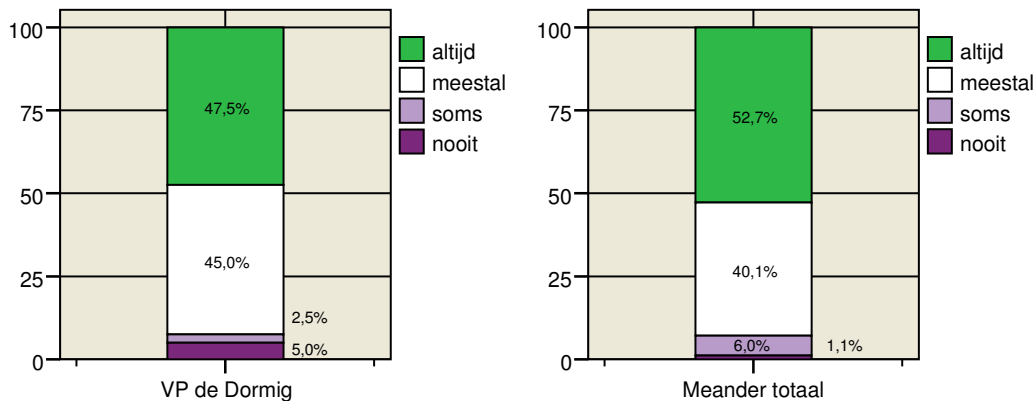 100
75
50
25
0
47,5%
45,0%
2,5%
5,0%
VP de Dormig
altijd
meestal
soms
nooit
100
75
50
25
0
52,7%
40,1%
6,0%
1,1%
Meander totaal
altijd
meestal
soms
nooit